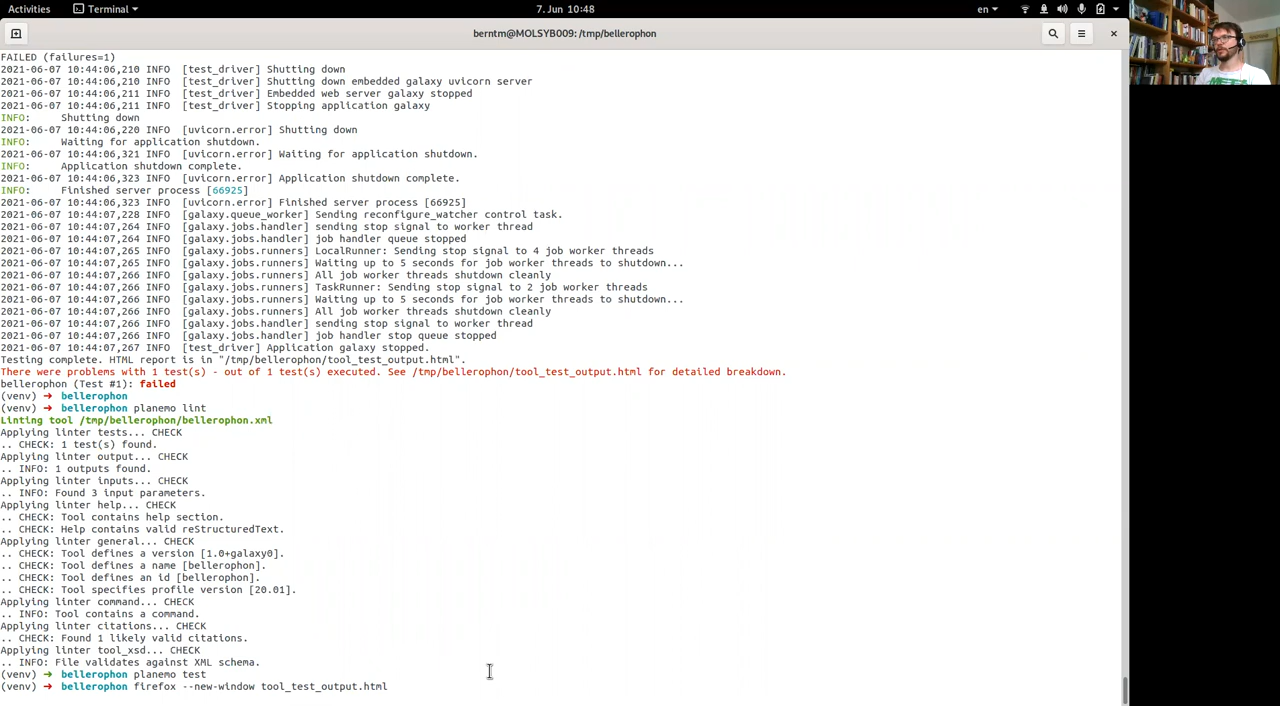 Activities
Terminal
7. Jun 10:48
en
berntm@MOLSYB009: /tmp/bellerophon
FAILED (failures=1)
2021-06-07 10:44:06,210 INFO  [test_driver] Shutting down
2021-06-07 10:44:06,210 INFO  [test_driver] Shutting down embedded galaxy uvicorn server
2021-06-07 10:44:06,211 INFO  [test_driver] Embedded web server galaxy stopped
2021-06-07 10:44:06,211 INFO  [test_driver] Stopping application galaxy
INFO:     Shutting down
2021-06-07 10:44:06,220 INFO  [uvicorn.error] Shutting down
INFO:     Waiting for application shutdown.
2021-06-07 10:44:06,321 INFO  [uvicorn.error] Waiting for application shutdown.
INFO:     Application shutdown complete.
2021-06-07 10:44:06,323 INFO  [uvicorn.error] Application shutdown complete.
INFO:     Finished server process [66925]
2021-06-07 10:44:06,323 INFO  [uvicorn.error] Finished server process [66925]
2021-06-07 10:44:07,228 INFO  [galaxy.queue_worker] Sending reconfigure_watcher control task.
2021-06-07 10:44:07,264 INFO  [galaxy.jobs.handler] sending stop signal to worker thread
2021-06-07 10:44:07,264 INFO  [galaxy.jobs.handler] job handler queue stopped
2021-06-07 10:44:07,265 INFO  [galaxy.jobs.runners] LocalRunner: Sending stop signal to 4 job worker threads
2021-06-07 10:44:07,265 INFO  [galaxy.jobs.runners] Waiting up to 5 seconds for job worker threads to shutdown...
2021-06-07 10:44:07,266 INFO  [galaxy.jobs.runners] All job worker threads shutdown cleanly
2021-06-07 10:44:07,266 INFO  [galaxy.jobs.runners] TaskRunner: Sending stop signal to 2 job worker threads
2021-06-07 10:44:07,266 INFO  [galaxy.jobs.runners] Waiting up to 5 seconds for job worker threads to shutdown...
2021-06-07 10:44:07,266 INFO  [galaxy.jobs.runners] All job worker threads shutdown cleanly
2021-06-07 10:44:07,266 INFO  [galaxy.jobs.handler] sending stop signal to worker thread
2021-06-07 10:44:07,266 INFO  [galaxy.jobs.handler] job handler stop queue stopped
2021-06-07 10:44:07,267 INFO  [test_driver] Application galaxy stopped.
Testing complete. HTML report is in "/tmp/bellerophon/tool_test_output.html".
There were problems with 1 test(s) - out of 1 test(s) executed. See /tmp/bellerophon/tool_test_output.html for detailed breakdown.
bellerophon (Test #1): failed
(venv) ➜ bellerophon
(venv) ➜ bellerophon planemo lint
Linting tool /tmp/bellerophon/bellerophon.xml
Applying linter tests... CHECK
.. CHECK: 1 test(s) found.
Applying linter output... CHECK
.. INFO: 1 outputs found.
Applying linter inputs... CHECK
.. INFO: Found 3 input parameters.
Applying linter help... CHECK
.. CHECK: Tool contains help section.
.. CHECK: Help contains valid reStructuredText.
Applying linter general... CHECK
.. CHECK: Tool defines a version [1.0+galaxy0].
.. CHECK: Tool defines a name [bellerophon].
.. CHECK: Tool defines an id [bellerophon].
.. CHECK: Tool specifies profile version [20.01].
Applying linter command... CHECK
.. INFO: Tool contains a command.
Applying linter citations... CHECK
.. CHECK: Found 1 likely valid citations.
Applying linter tool_xsd... CHECK
.. INFO: File validates against XML schema.
(venv) ➜ bellerophon planemo test
(venv) ➜ bellerophon firefox --new-window tool_test_output.html